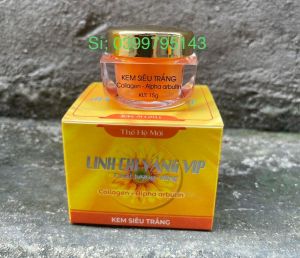 Sỉ: 0399795143
KEM SIÊU TRẮNG
Collagen - Alpha arbutin
KLT: 15g
Thế Hệ Mới
LINH CHI VÀNG VIP
Collagen - Alpha arbutin
KEM SIÊU TRẮNG